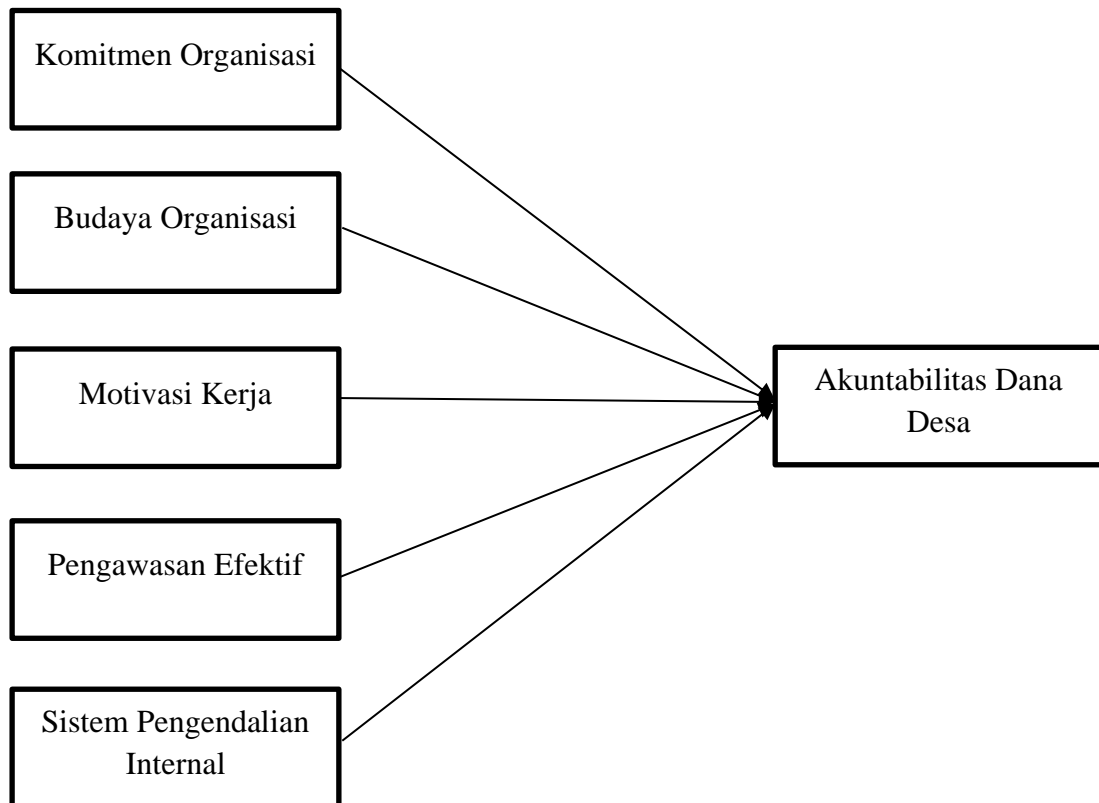 Komitmen Organisasi
Budaya Organisasi
Motivasi Kerja
Akuntabilitas Dana
Desa
Pengawasan Efektif
Sistem Pengendalian
Internal